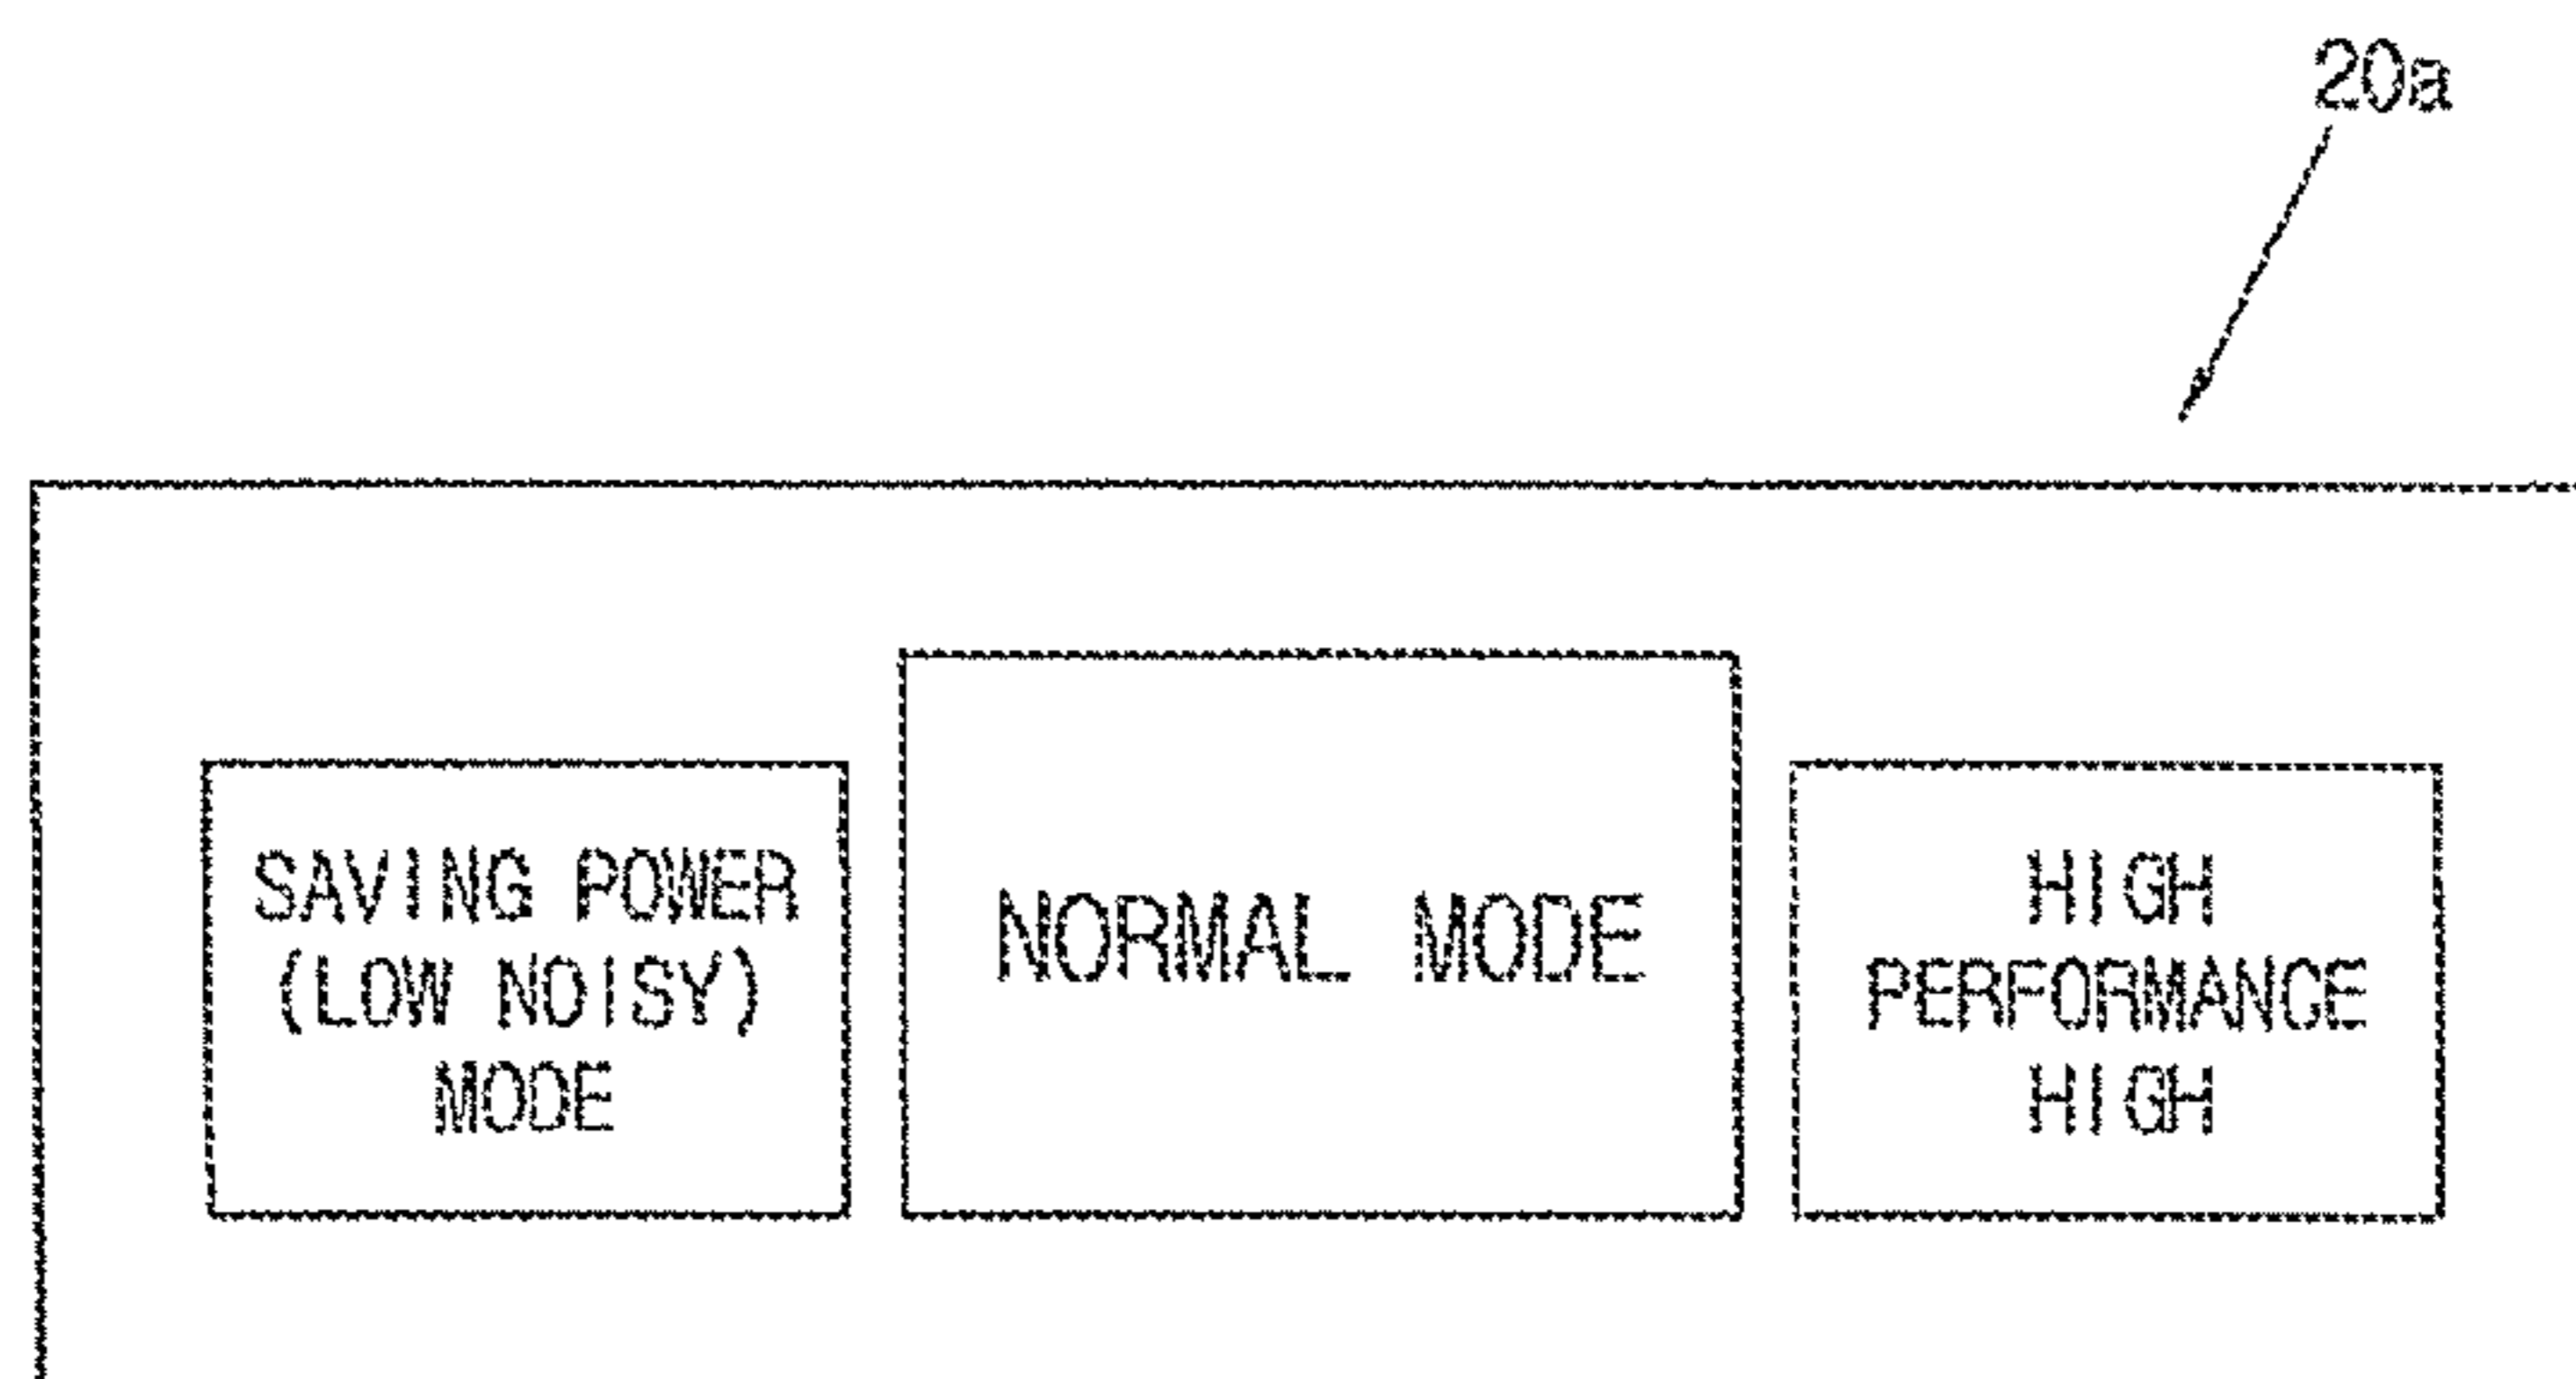 20a
SAVING POWER
(LOW NOISY)
MODE
NORMAL MODE
HIGH
PERFORMANCE
HIGH